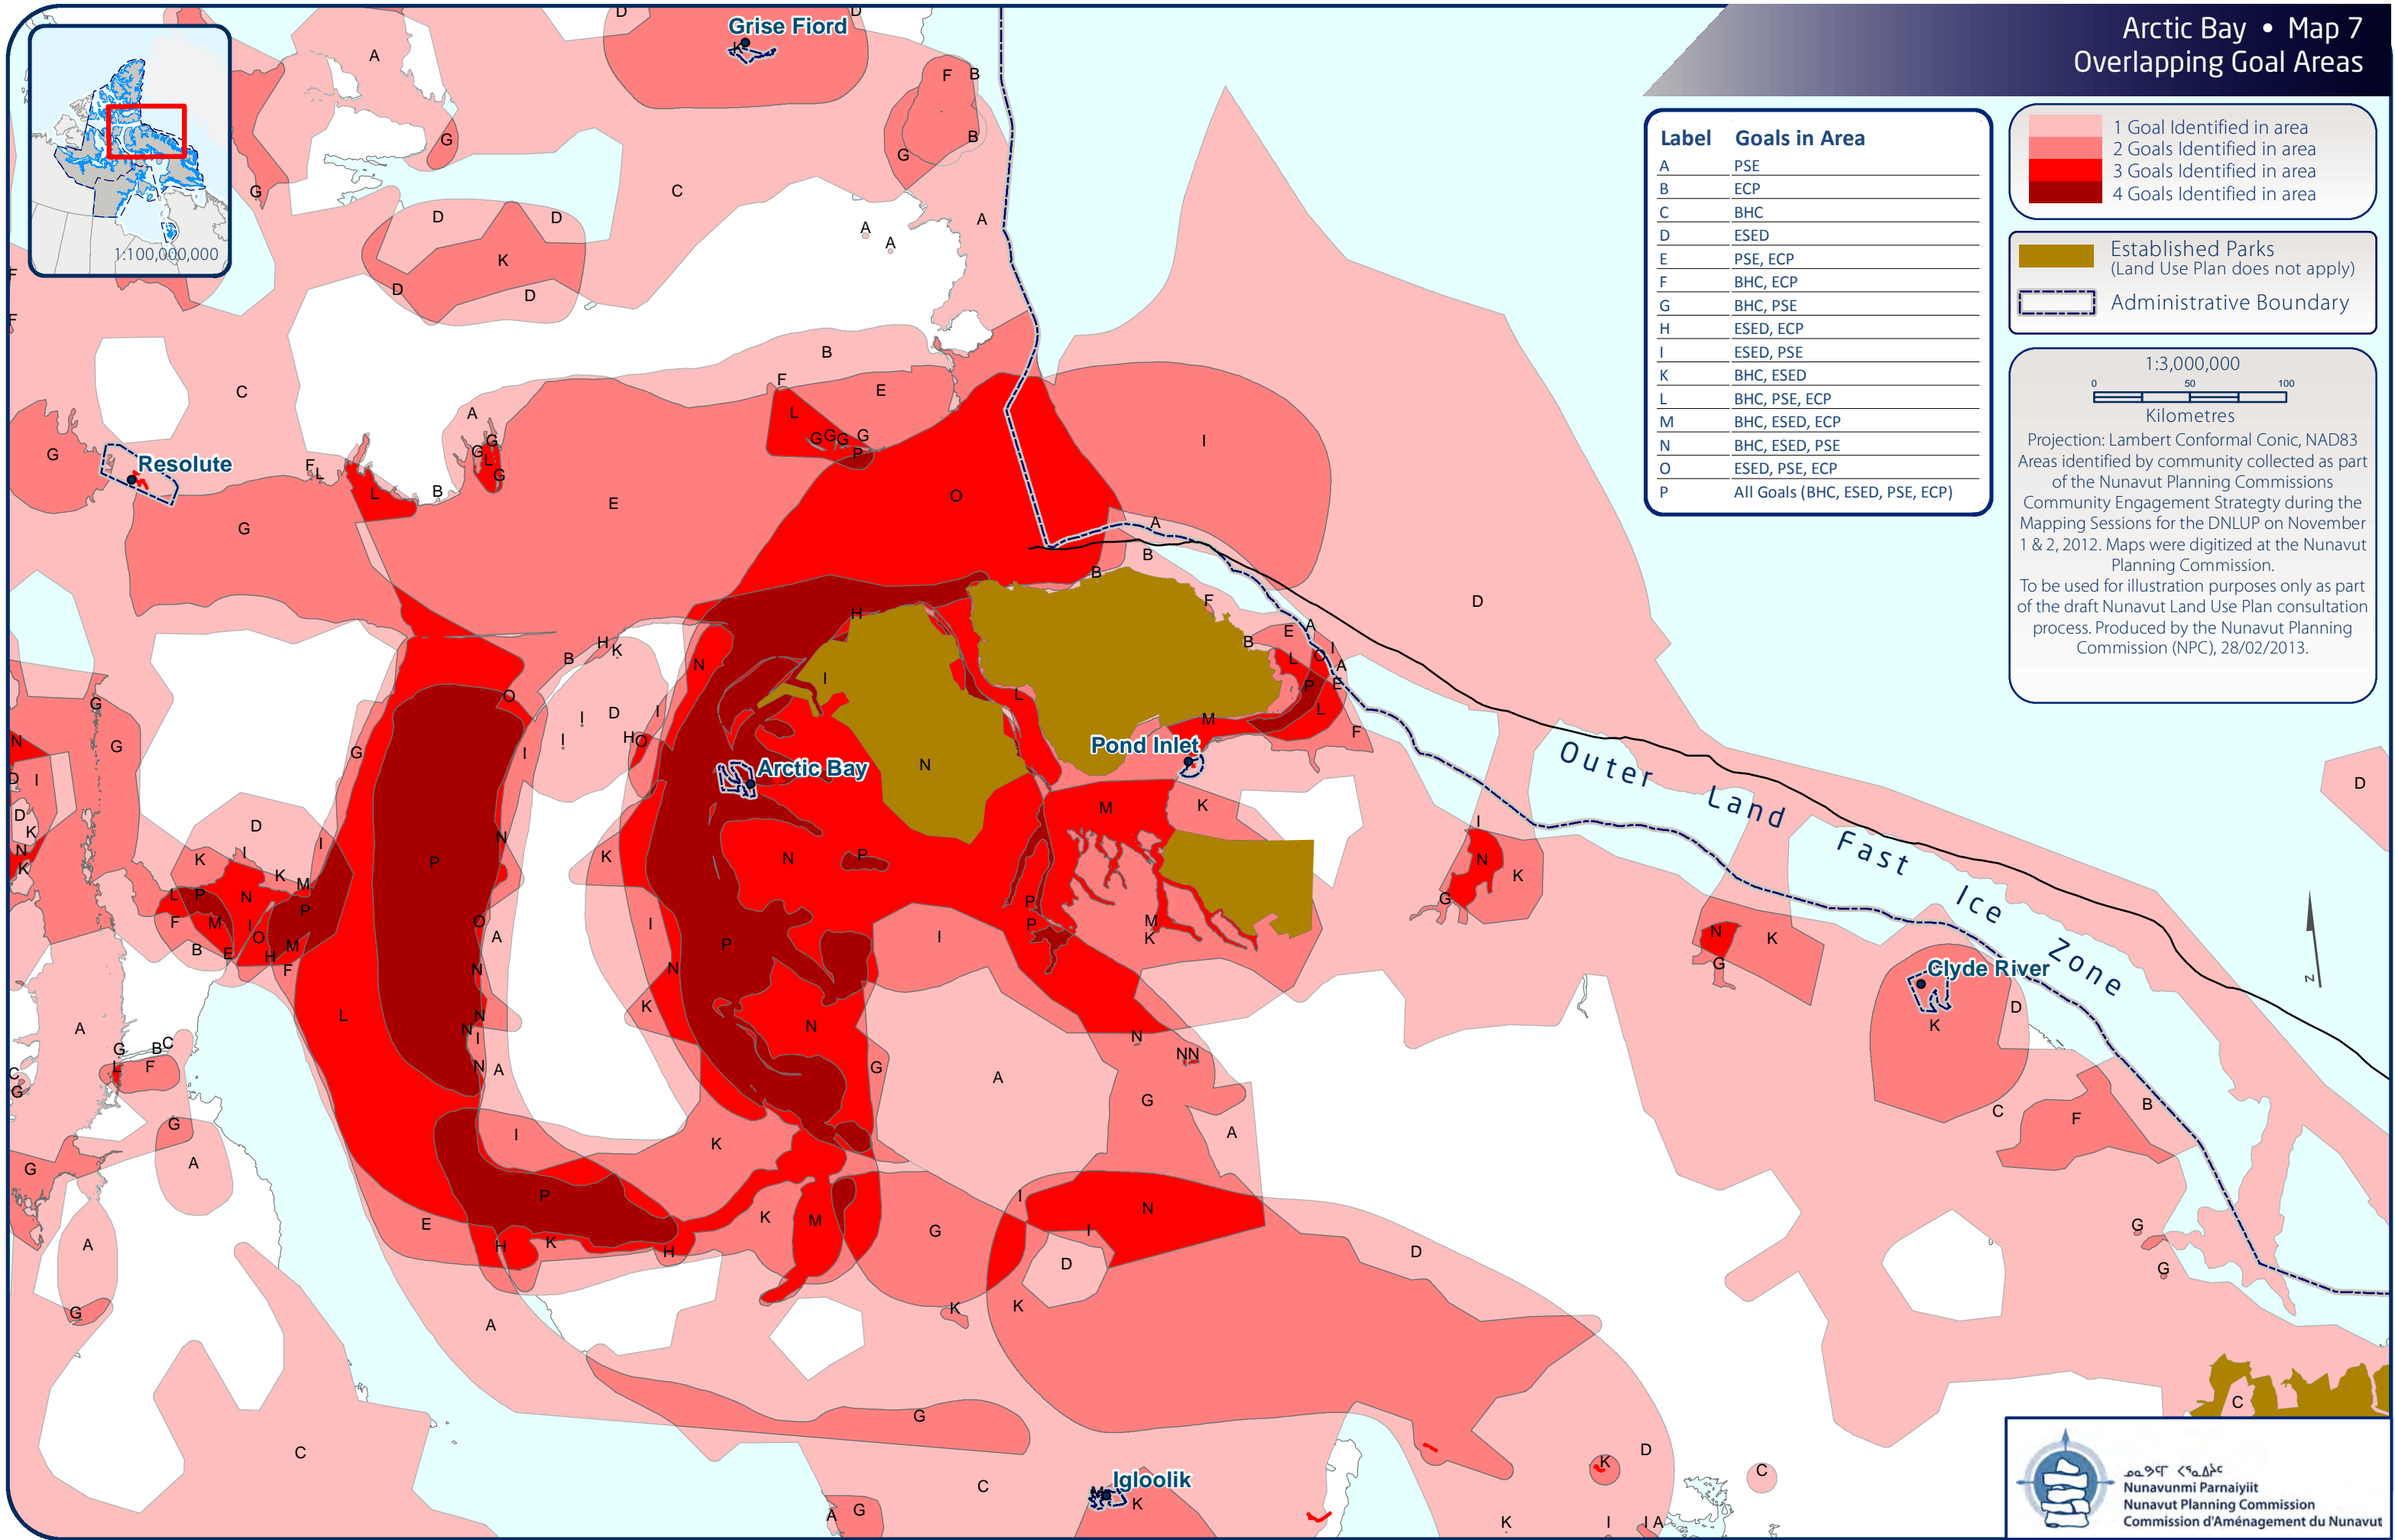 Arctic Bay • Map 7
Overlapping Goal Areas
1:100,000,000
Label Goals in Area
A PSE
B ECP
C BHC
D ESED
E PSE, ECP
F BHC, ECP
G BHC, PSE
H ESED, ECP
I ESED, PSE
K BHC, ESED
L BHC, PSE, ECP
M BHC, ESED, ECP
N BHC, ESED, PSE
O ESED, PSE, ECP
P All Goals (BHC, ESED, PSE, ECP)
1 Goal Identified in area
2 Goals Identified in area
3 Goals Identified in area
4 Goals Identified in area
Established Parks
(Land Use Plan does not apply)
Administrative Boundary
1:3,000,000
0 50 100
Kilometres
Projection: Lambert Conformal Conic, NAD83
Areas identified by community collected as part
of the Nunavut Planning Commissions
Community Engagement Strategty during the
Mapping Sessions for the DNLUP on November
1 & 2, 2012. Maps were digitized at the Nunavut
Planning Commission.
To be used for illustration purposes only as part
of the draft Nunavut Land Use Plan consultation
process. Produced by the Nunavut Planning
Commission (NPC), 28/02/2013.
Grise Fiord
Resolute
Arctic Bay
Pond Inlet
Outer Land Fast Ice Zone
Clyde River
Igloolik
N
ᓄᓇᕗᒻᒥ ᐸᕐᓇᐃᔩᑦ
Nunavunmi Parnaiyiit
Nunavut Planning Commission
Commission d'Aménagement du Nunavut